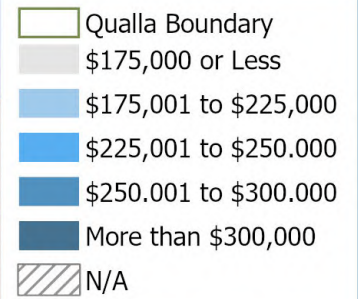 Qualla Boundary
$175,000 or Less
$175,001 to $225,000
$225,001 to $250.000
$250.001 to $300.000
More than $300,000
N/A